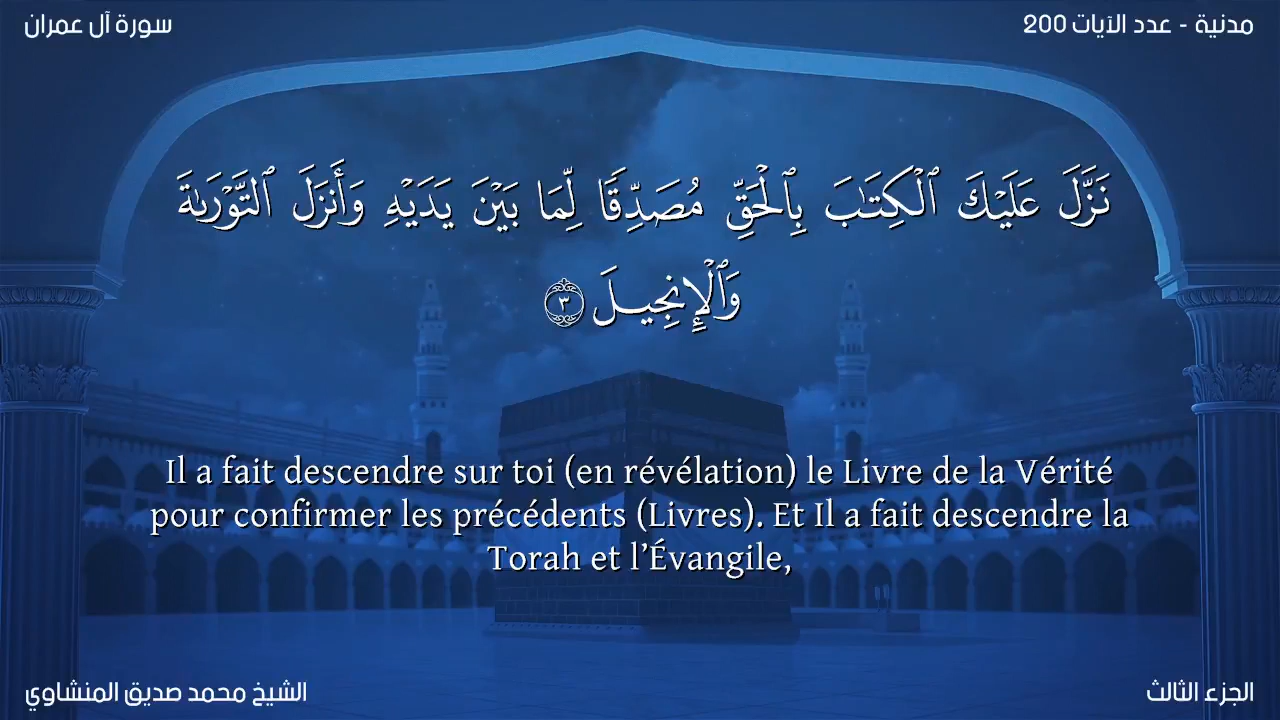 سورة آل عمران
مدنية - عدد الآيات 200
نَزَّلَ عَلَيْكَ ٱلْكِتَٰبَ بِٱلْحَقِّ مُصَدِّقًا لِّمَا بَيْنَ يَدَيْهِ وَأَنزَلَ ٱلتَّوْرَىٰةَ
وَٱلْإِنجِيلَ ٣
Il a fait descendre sur toi (en révélation) le Livre de la Vérité
pour confirmer les précédents (Livres). Et Il a fait descendre la
Torah et l’Évangile,
الشيخ محمد صديق المنشاوي
الجزء الثالث